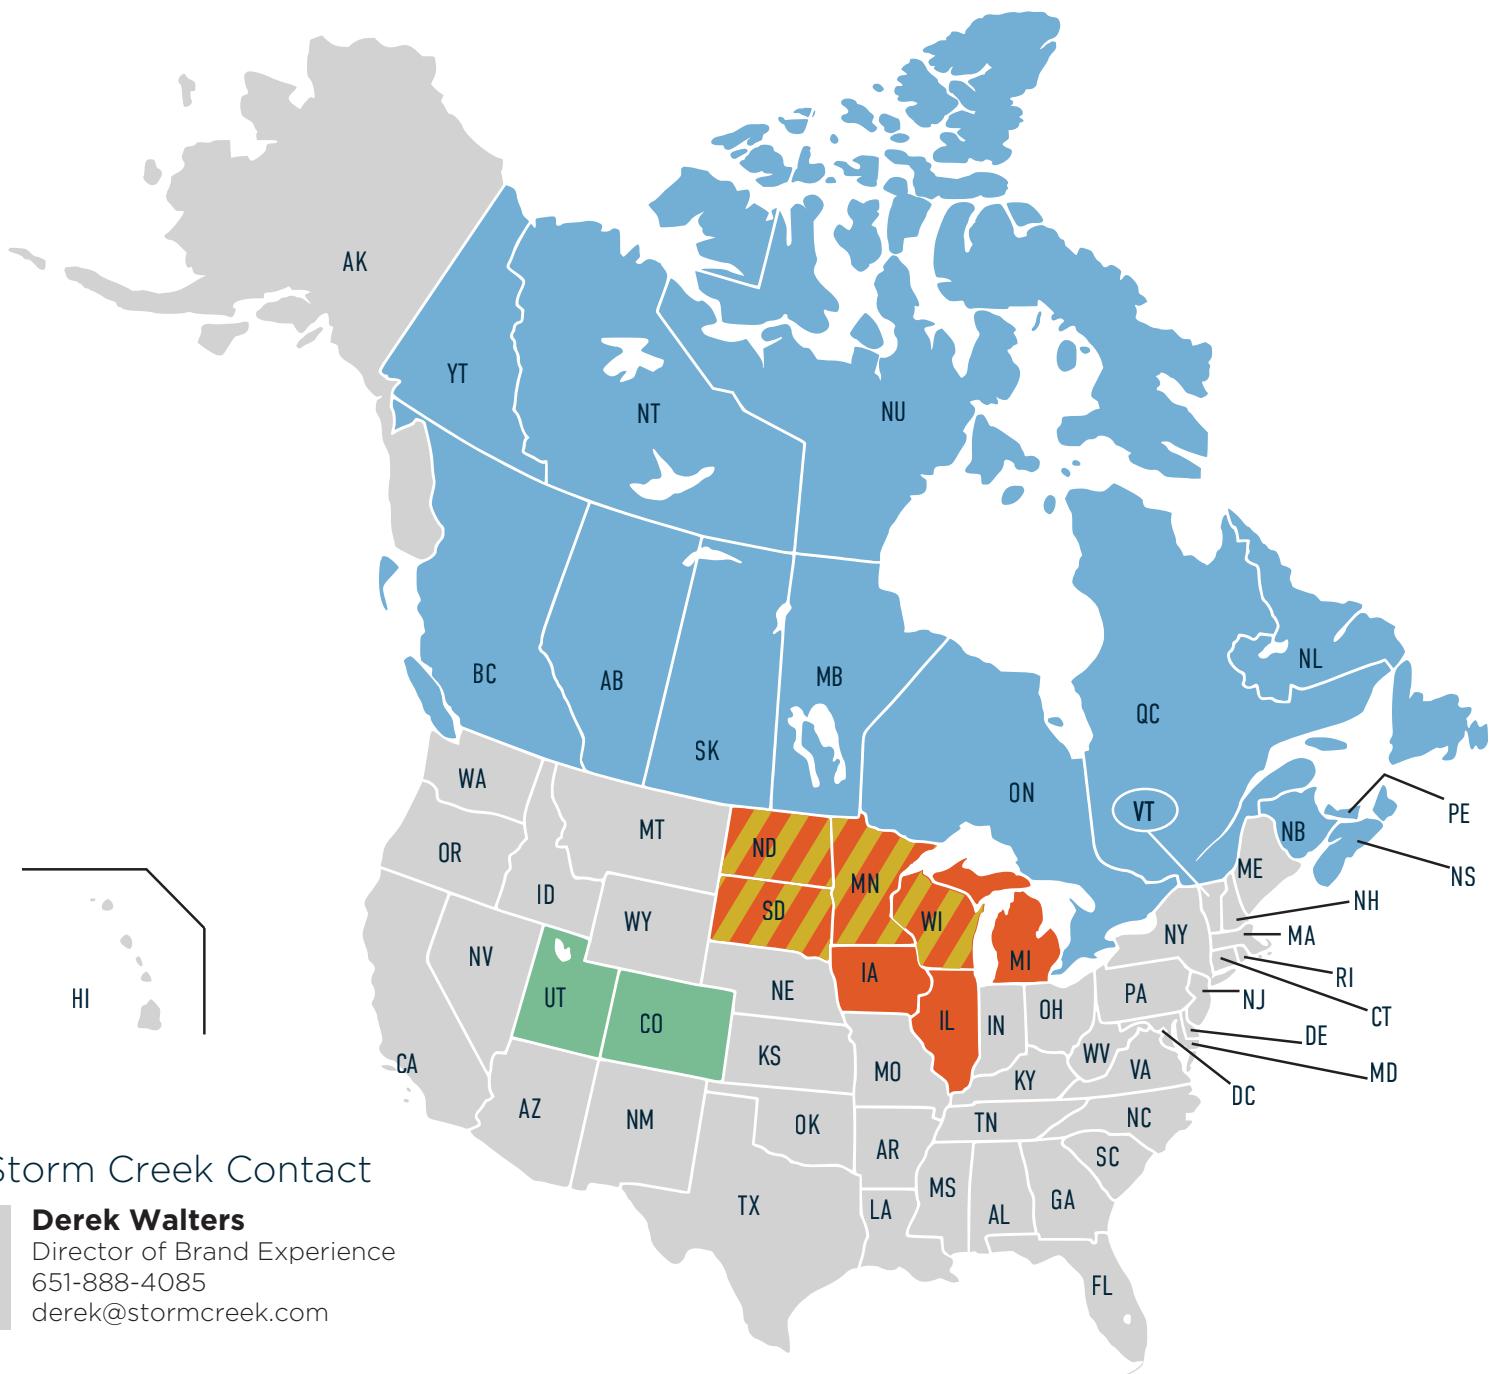 AK
YT
NT
NU
BC
AB
SK
MB
ON
QC
NL
VT
NB
PE
NS
WA
OR
ID
MT
ND
MN
SD
WI
MI
ME
NH
MA
RI
CT
NY
NJ
PA
DE
MD
DC
WY
NV
UT
CO
NE
IA
IL
IN
OH
WV
VA
KY
KS
MO
CA
HI
AZ
NM
OK
AR
TN
NC
SC
GA
AL
MS
LA
TX
FL
Storm Creek Contact
Derek Walters
Director of Brand Experience
651-888-4085
derek@stormcreek.com